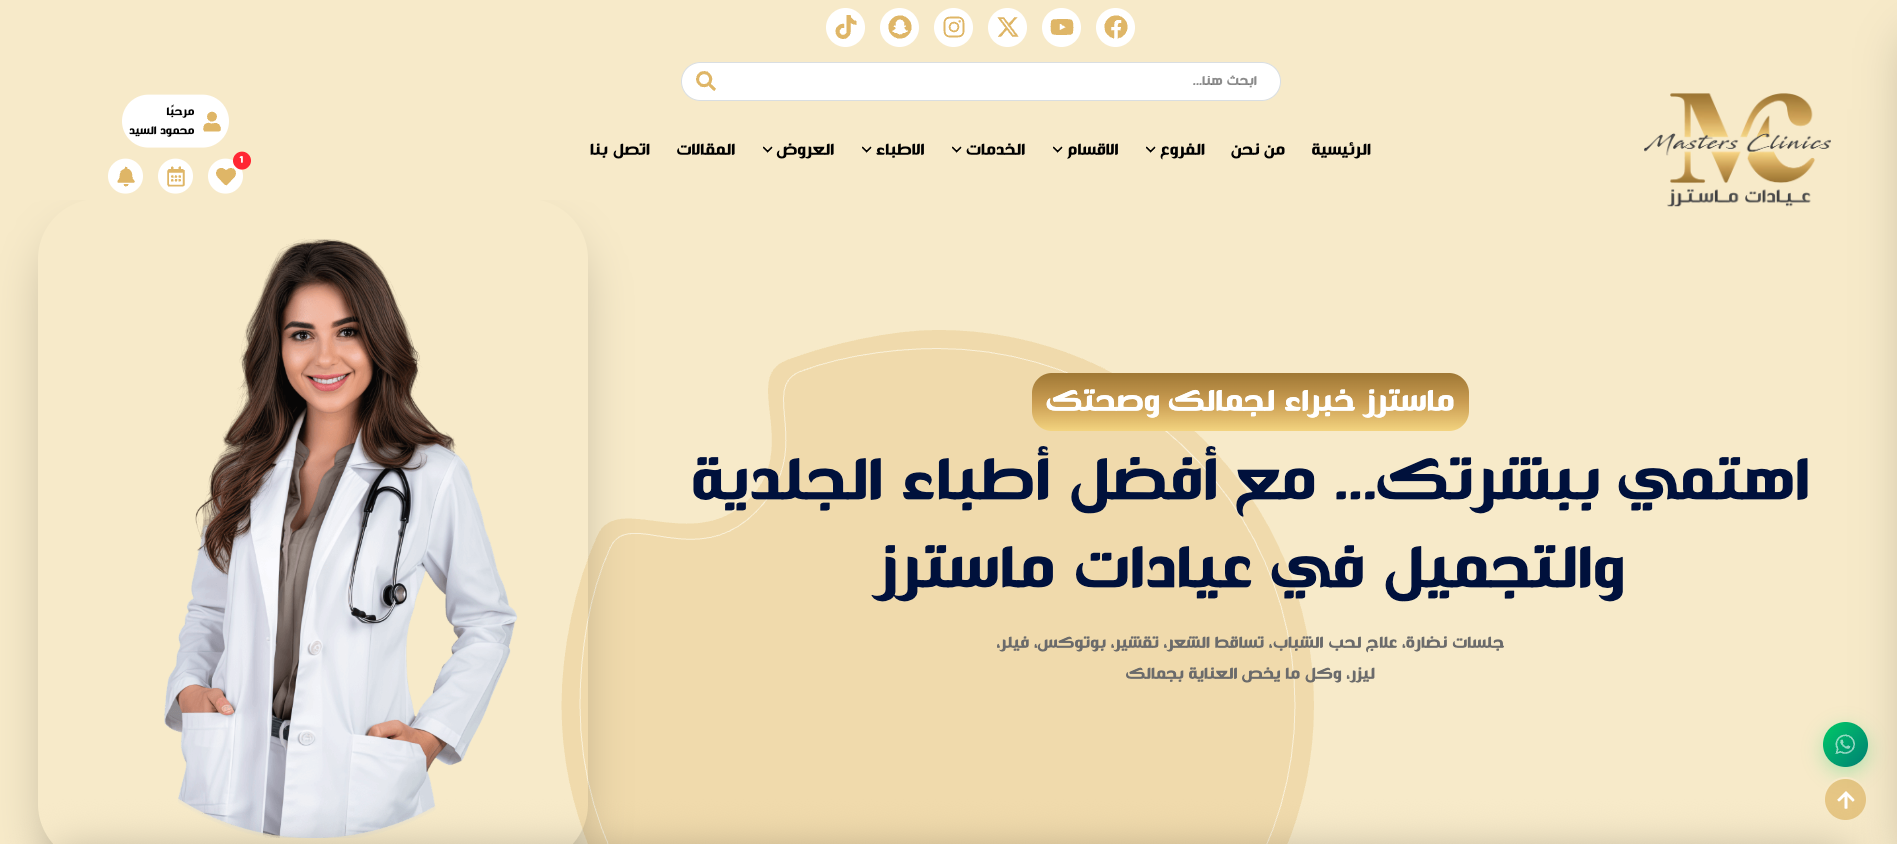 ابحث هنا...
Masters Clinics
عـيـادات مـاسـتـرز
الرئيسية
من نحن
الفروع
الاقسام
الخدمات
الاطباء
العروض
المقالات
اتصل بنا
مرحبًا
محمود السيد
1
ماسترز خبراء لجمالك وصحتك
اهتمي ببشرتك... مع أفضل أطباء الجلدية
والتجميل في عيادات ماسترز
جلسات نضارة، علاج لحب الشباب، تساقط الشعر، تقشير، بوتوكس، فيلر،
ليزر، وكل ما يخص العناية بجمالك